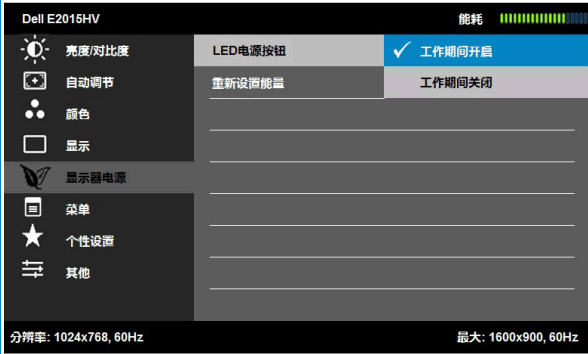 Dell E2015HV 能耗
亮度/对比度 LED电源按钮 工作期间开启
自动调节 重新设置能量 工作期间关闭
颜色
显示
显示器电源
菜单
个性设置
其他
分辨率: 1024x768, 60Hz 最大: 1600x900, 60Hz